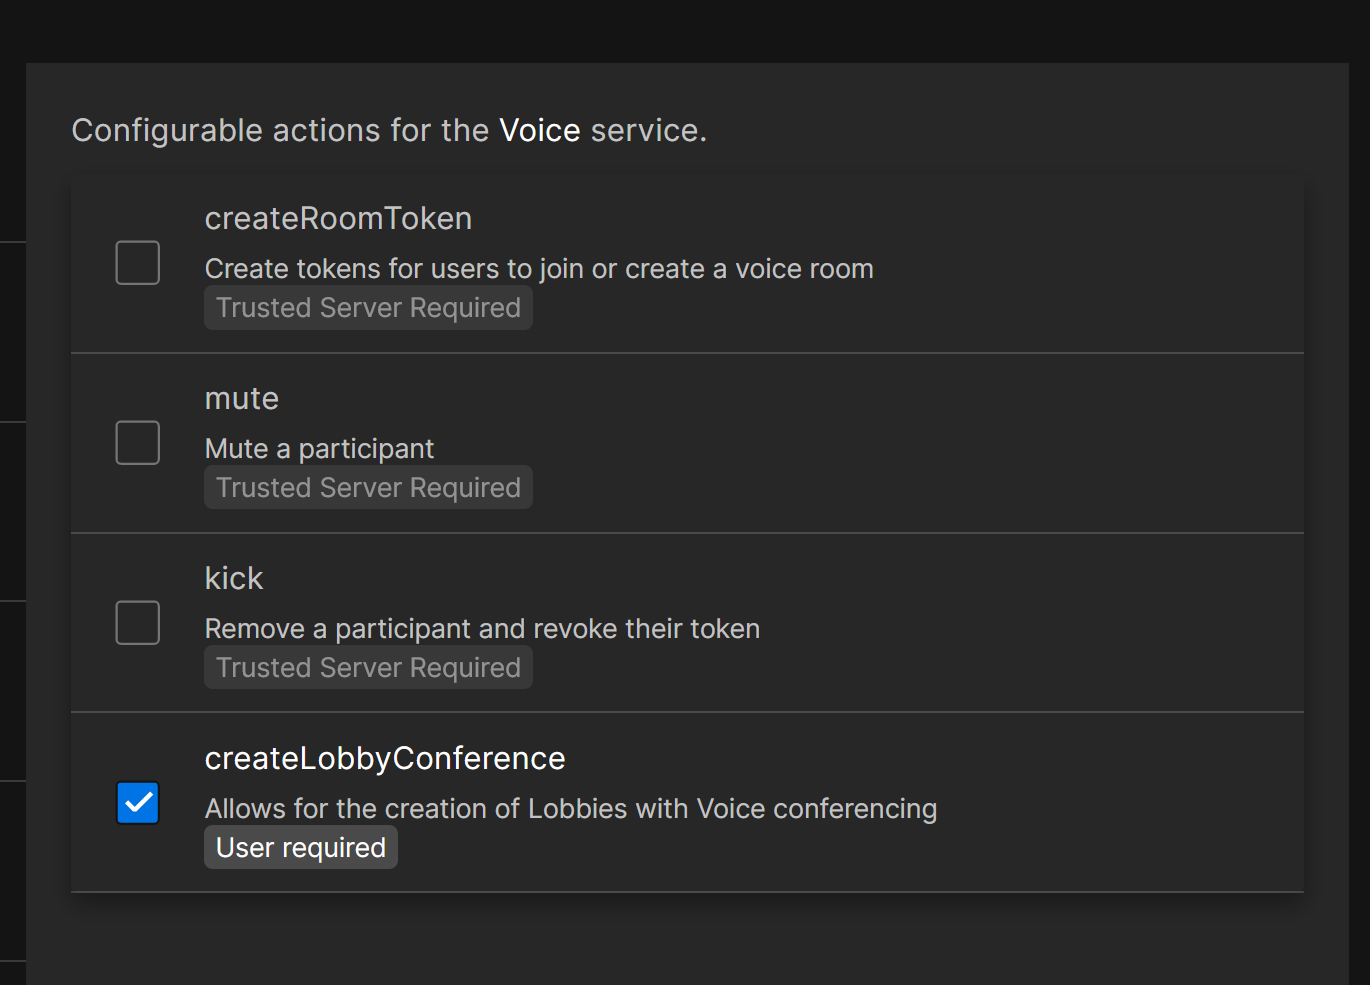 Configurable actions for the Voice service.
createRoomToken
Create tokens for users to join or create a voice room
Trusted Server Required
mute
Mute a participant
Trusted Server Required
kick
Remove a participant and revoke their token
Trusted Server Required
createLobbyConference
Allows for the creation of Lobbies with Voice conferencing
User required